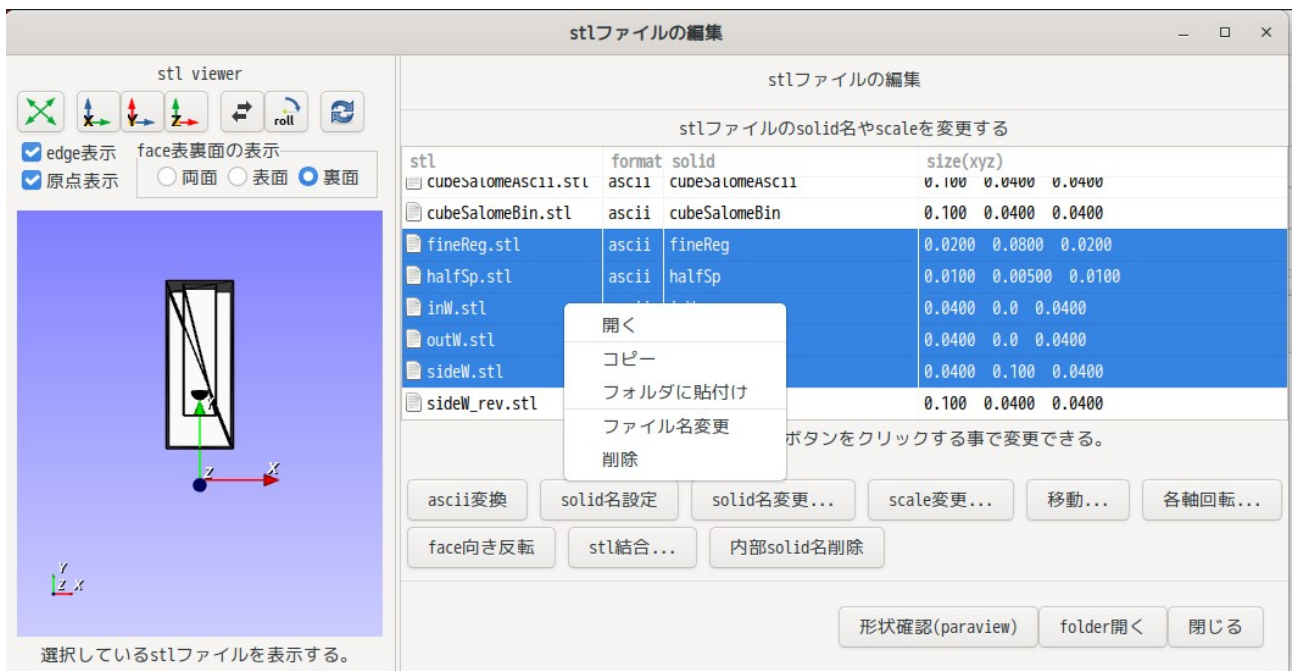 stlファイルの編集
stl viewer
roll
edge表示
原点表示
face表裏面の表示
両面 表面 裏面
Y
Z X
Y
Z X
選択しているstlファイルを表示する。
stlファイルの編集
stlファイルのsolid名やscaleを変更する
stl format solid size(xyz)
cubeSalomeAscii.stl ascii cubeSalomeAscii 0.100 0.0400 0.0400
cubeSalomeBin.stl ascii cubeSalomeBin 0.100 0.0400 0.0400
fineReg.stl ascii fineReg 0.0200 0.0800 0.0200
halfSp.stl ascii halfSp 0.0100 0.00500 0.0100
inW.stl 0.0400 0.0 0.0400
outW.stl 0.0400 0.0 0.0400
sideW.stl 0.0400 0.100 0.0400
sideW_rev.stl 0.100 0.0400 0.0400
開く
コピー
フォルダに貼付け
ファイル名変更
削除
ボタンをクリックする事で変更できる。
ascii変換 solid名設定 solid名変更... scale変更... 移動... 各軸回転...
face向き反転 stl結合... 内部solid名削除
形状確認(paraview) folder開く 閉じる